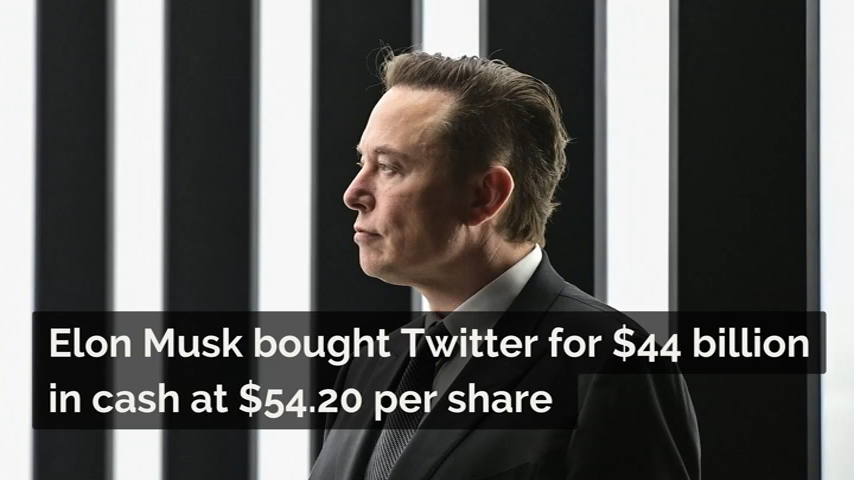 Elon Musk bought Twitter for $44 billion
in cash at $54.20 per share